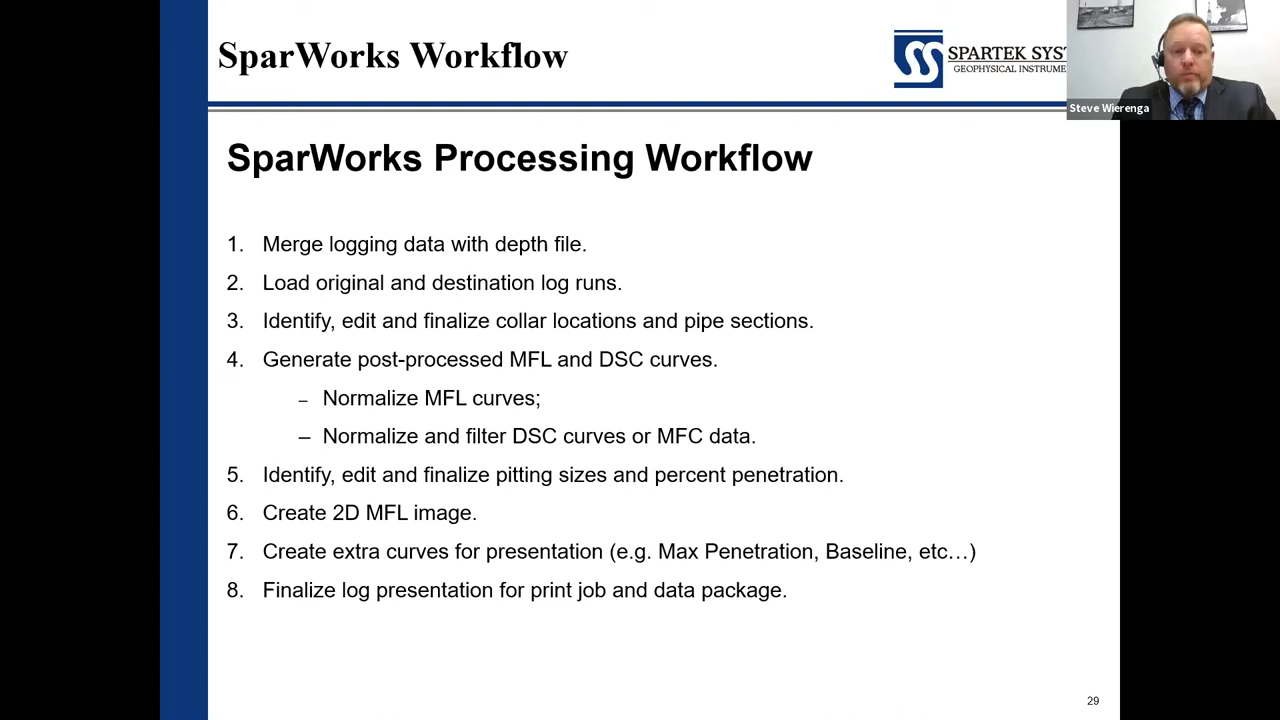 SparWorks Workflow
SPARTEK SYST
GEOPHYSICAL INSTRUME
Steve Wierenga
SparWorks Processing Workflow
1. Merge logging data with depth file.
2. Load original and destination log runs.
3. Identify, edit and finalize collar locations and pipe sections.
4. Generate post-processed MFL and DSC curves.
– Normalize MFL curves;
– Normalize and filter DSC curves or MFC data.
5. Identify, edit and finalize pitting sizes and percent penetration.
6. Create 2D MFL image.
7. Create extra curves for presentation (e.g. Max Penetration, Baseline, etc…)
8. Finalize log presentation for print job and data package.
29